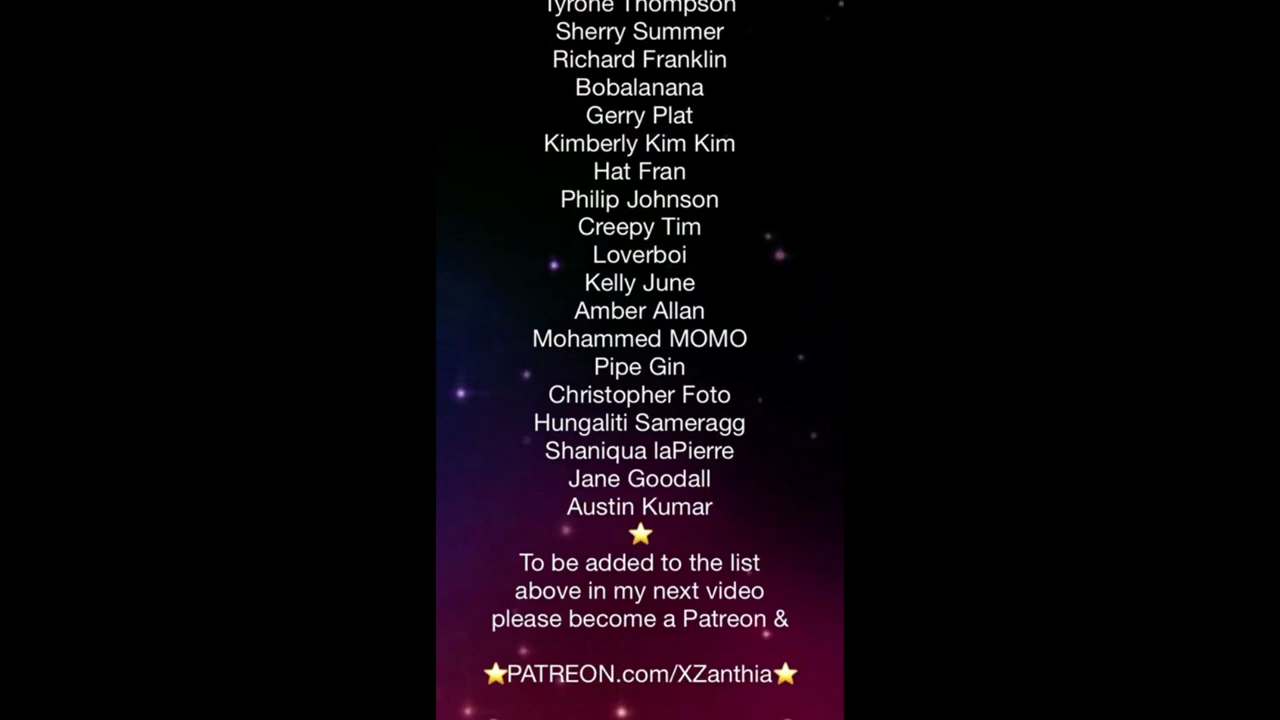 Tyrone Thompson
Sherry Summer
Richard Franklin
Bobalanana
Gerry Plat
Kimberly Kim Kim
Hat Fran
Philip Johnson
Creepy Tim
Loverboi
Kelly June
Amber Allan
Mohammed MOMO
Pipe Gin
Christopher Foto
Hungaliti Sameragg
Shaniqua laPierre
Jane Goodall
Austin Kumar
⭐
To be added to the list
above in my next video
please become a Patreon &
⭐PATREON.com/XZanthia⭐